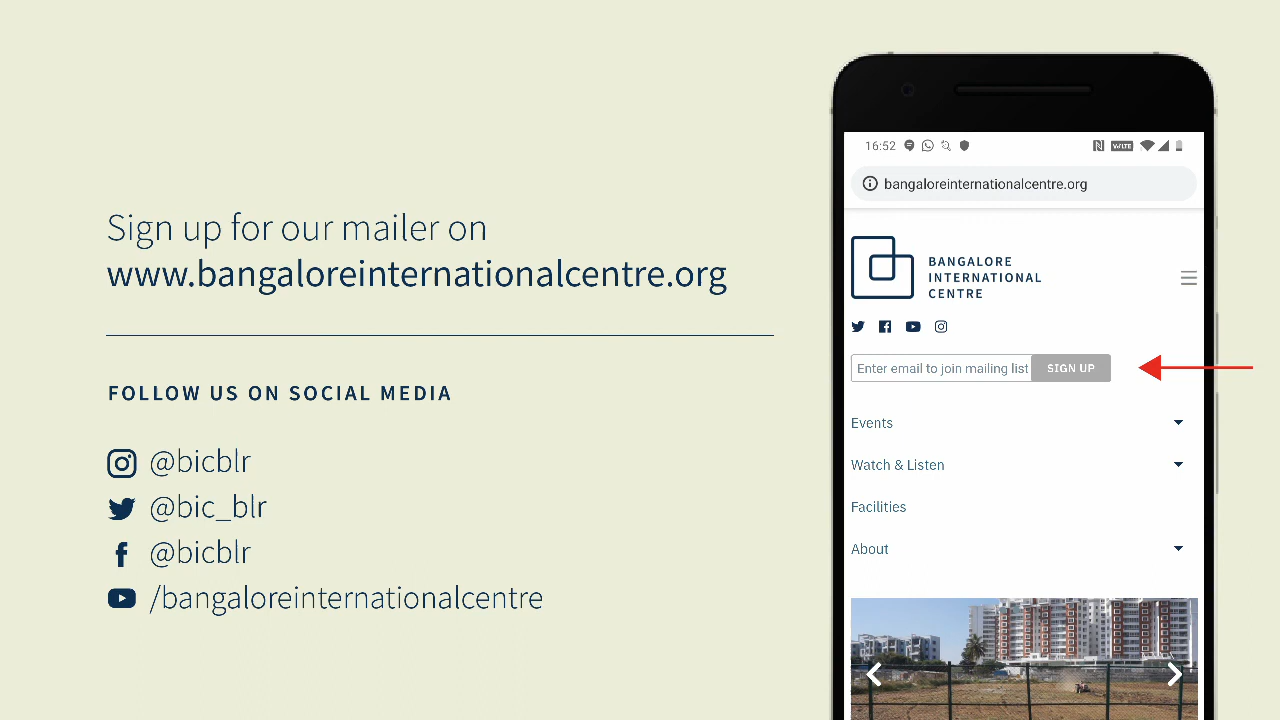 Sign up for our mailer on
www.bangaloreinternationalcentre.org
FOLLOW US ON SOCIAL MEDIA
@bicblr
@bic_blr
@bicblr
/bangaloreinternationalcentre
16:52
VoLTE
bangaloreinternationalcentre.org
BANGALORE
INTERNATIONAL
CENTRE
Enter email to join mailing list
SIGN UP
Events
Watch & Listen
Facilities
About